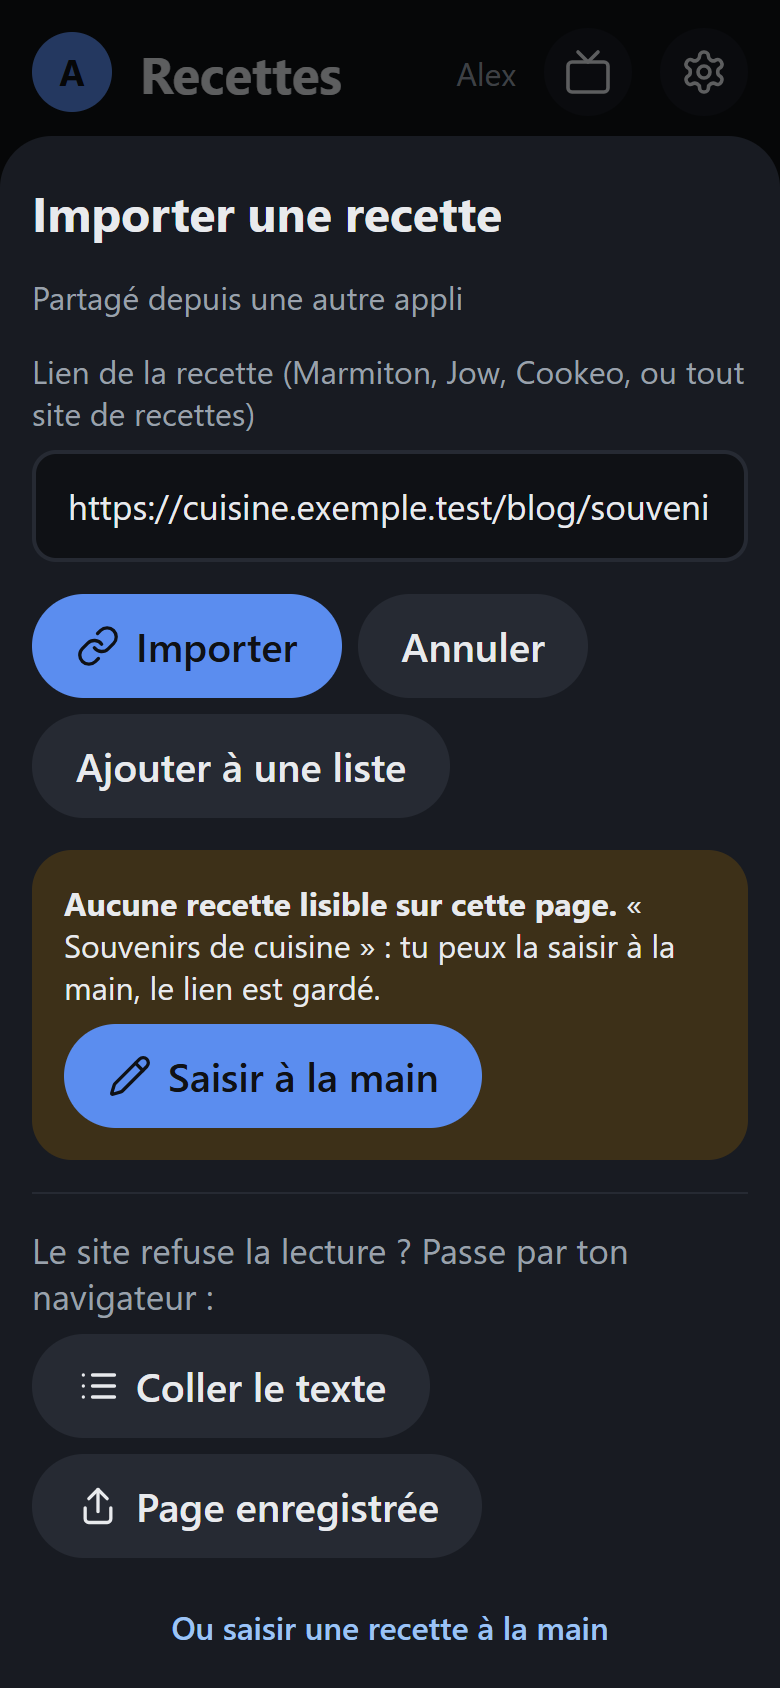 A Recettes Alex
Importer une recette
Partagé depuis une autre appli
Lien de la recette (Marmiton, Jow, Cookeo, ou tout
site de recettes)
https://cuisine.exemple.test/blog/souveni
Importer Annuler
Ajouter à une liste
Aucune recette lisible sur cette page. «
Souvenirs de cuisine » : tu peux la saisir à la
main, le lien est gardé.
Saisir à la main
Le site refuse la lecture ? Passe par ton
navigateur :
Coller le texte
Page enregistrée
Ou saisir une recette à la main